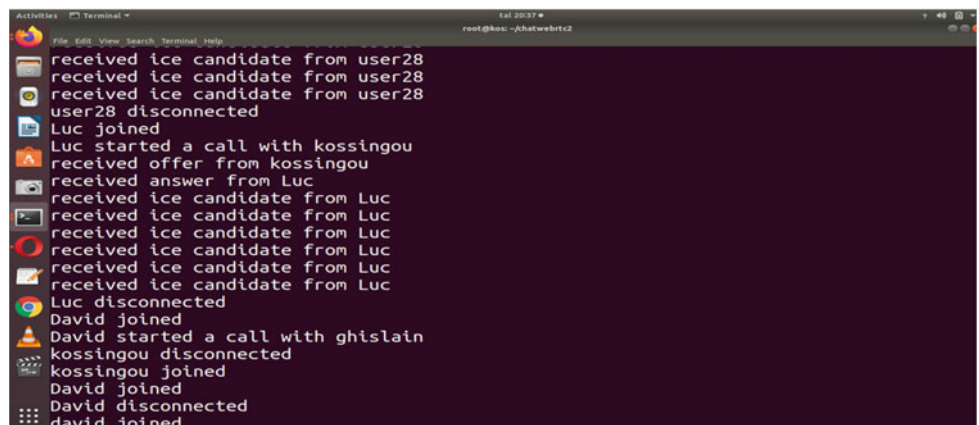 Activities Terminal
tal 20:37
root@kos: ~/chatwebrtc2
File Edit View Search Terminal Help
received ice candidate from user28
received ice candidate from user28
received ice candidate from user28
user28 disconnected
Luc joined
Luc started a call with kossingou
received offer from kossingou
received answer from Luc
received ice candidate from Luc
received ice candidate from Luc
received ice candidate from Luc
received ice candidate from Luc
received ice candidate from Luc
received ice candidate from Luc
Luc disconnected
David joined
David started a call with ghislain
kossingou disconnected
kossingou joined
David joined
David disconnected
david joined